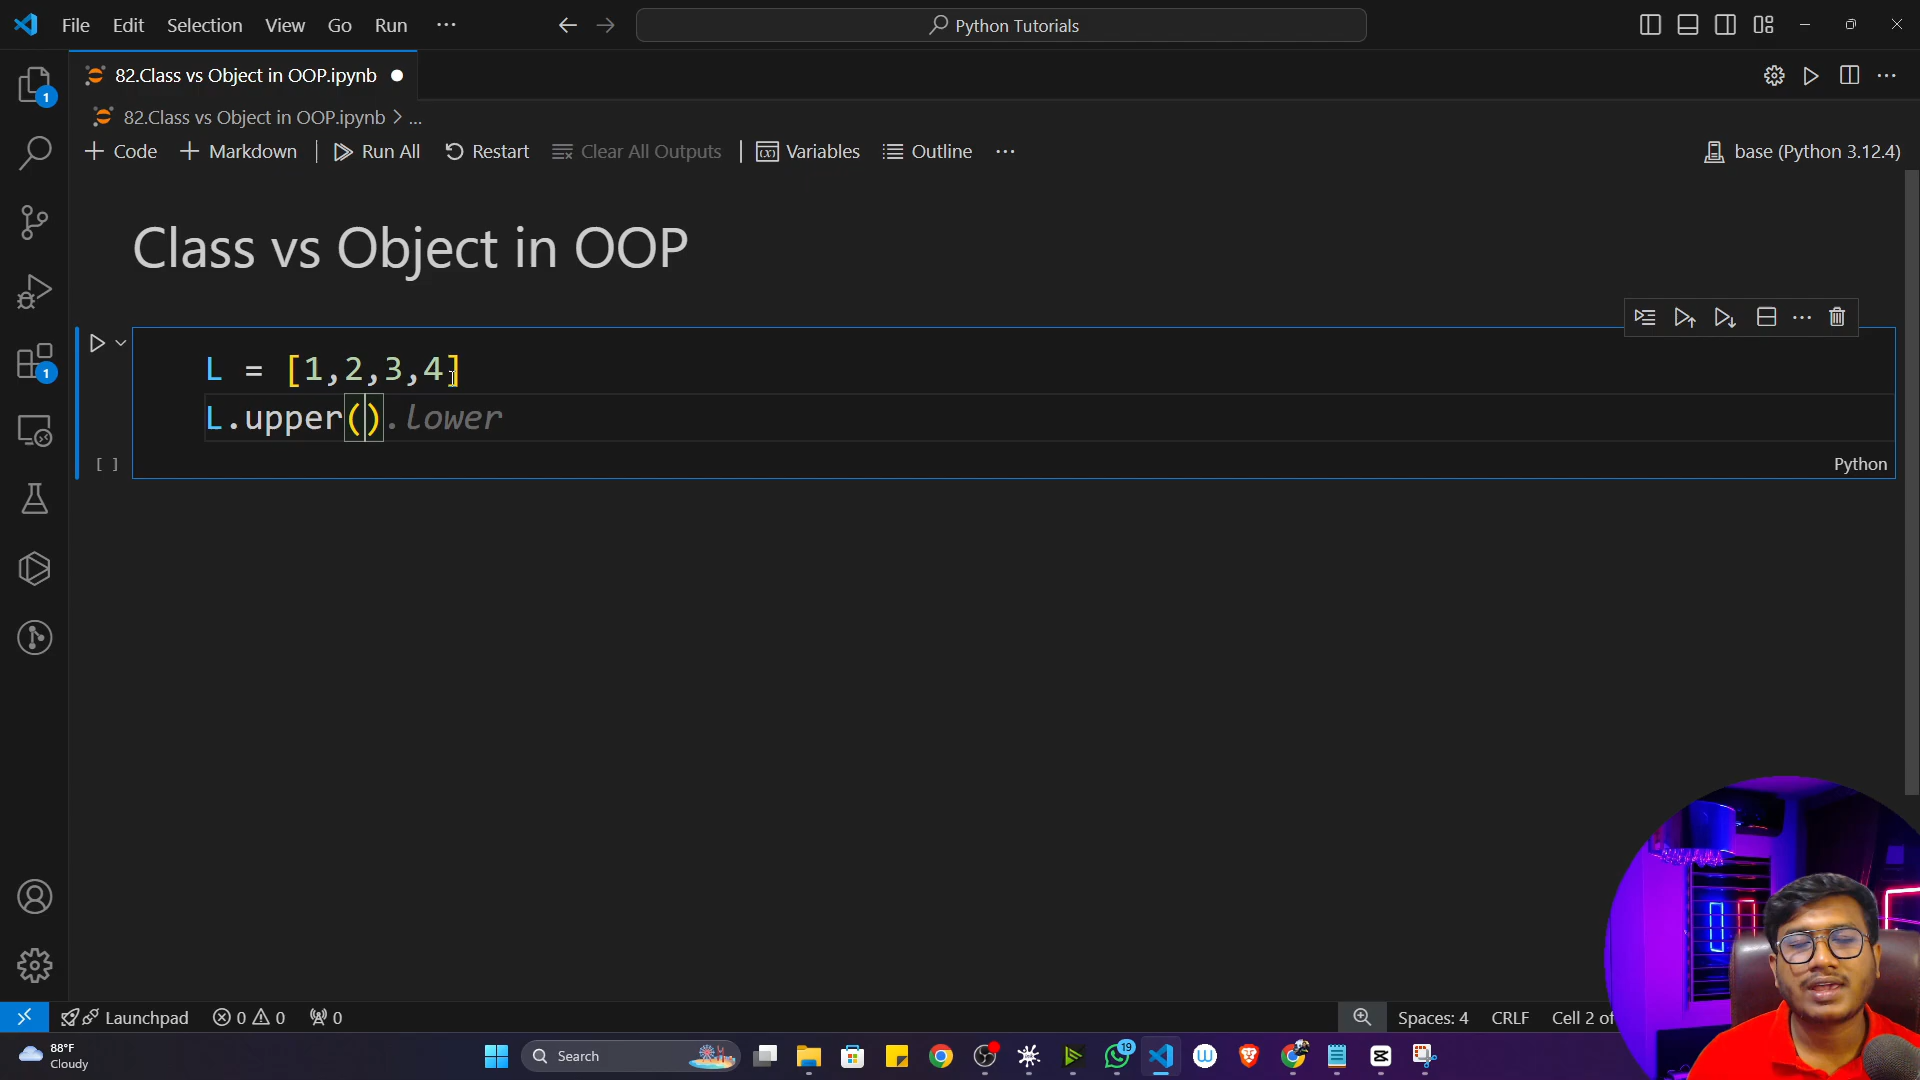 File Edit Selection View Go Run ···
Python Tutorials
82.Class vs Object in OOP.ipynb
82.Class vs Object in OOP.ipynb > ...
+ Code + Markdown Run All Restart Clear All Outputs Variables Outline ···
base (Python 3.12.4)
Class vs Object in OOP
L = [1,2,3,4]
L.upper().lower
[ ]
Python
1
1
Launchpad 0 0 0
Spaces: 4 CRLF Cell 2 of
88°F
Cloudy
Search
19